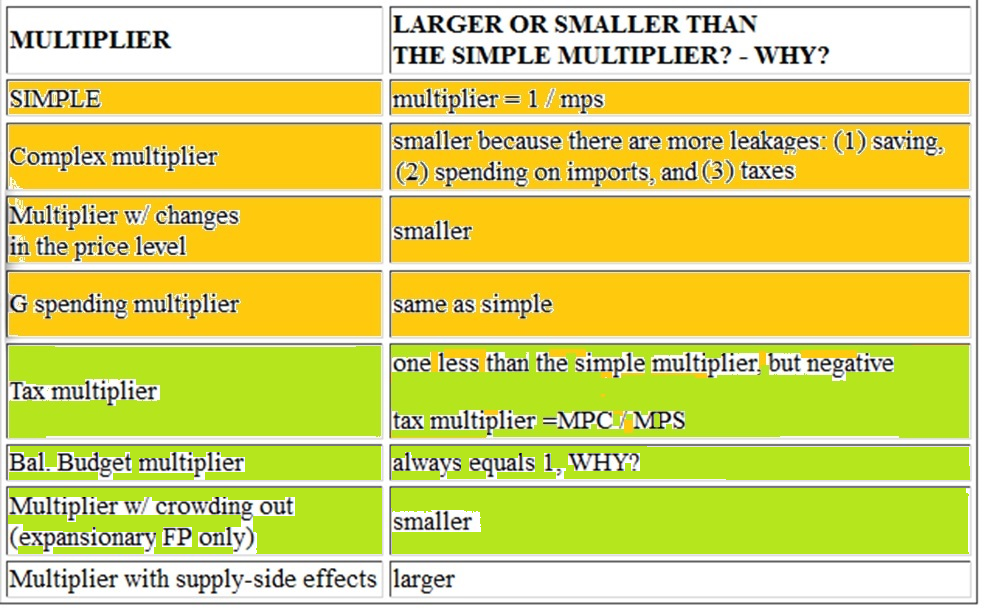 MULTIPLIER
LARGER OR SMALLER THAN
THE SIMPLE MULTIPLIER? - WHY?
SIMPLE
multiplier = 1 / mps
Complex multiplier
smaller because there are more leakages: (1) saving,
(2) spending on imports, and (3) taxes
Multiplier w/ changes
in the price level
smaller
G spending multiplier
same as simple
Tax multiplier
one less than the simple multiplier, but negative
tax multiplier =MPC / MPS
Bal. Budget multiplier
always equals 1, WHY?
Multiplier w/ crowding out
(expansionary FP only)
smaller
Multiplier with supply-side effects
larger